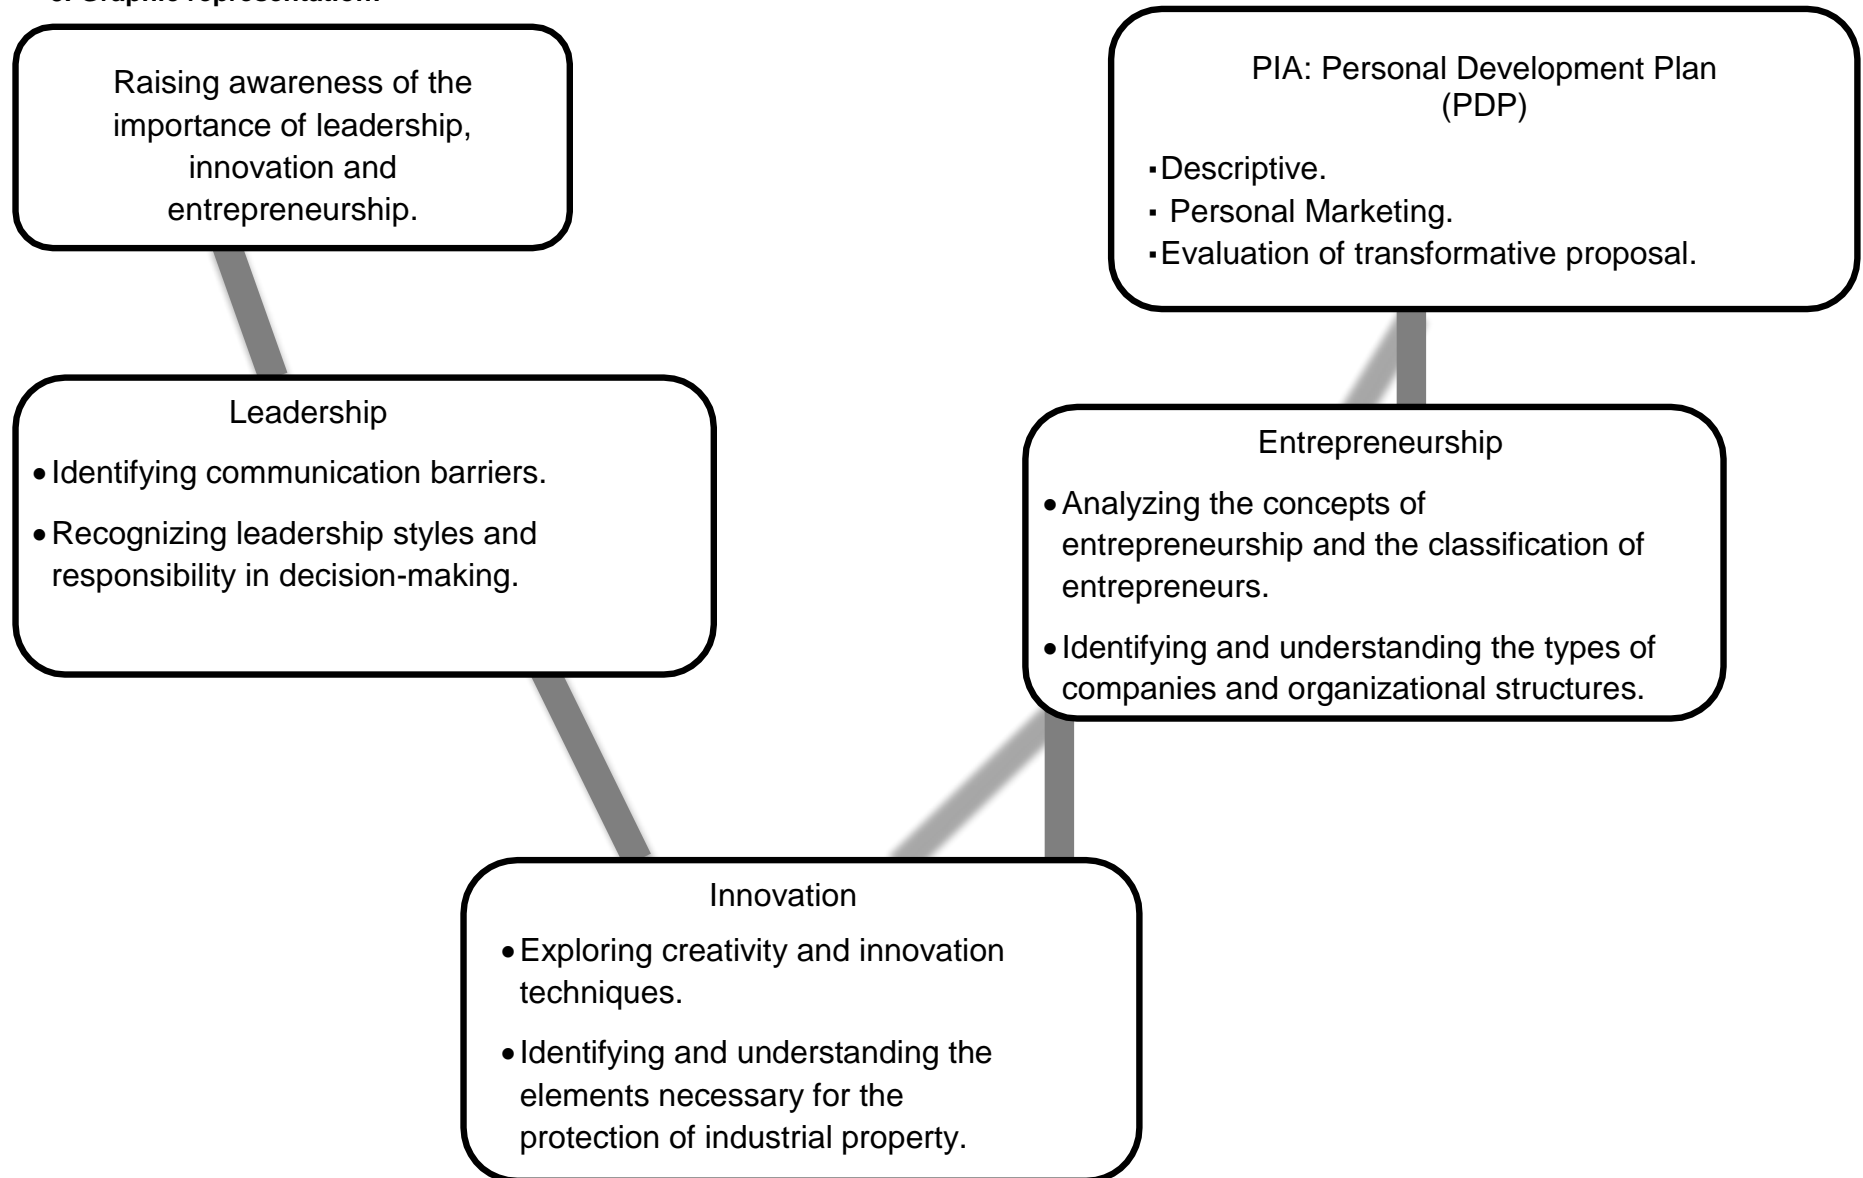 Raising awareness of the
importance of leadership,
innovation and
entrepreneurship.
PIA: Personal Development Plan
(PDP)
▪Descriptive.
▪ Personal Marketing.
▪Evaluation of transformative proposal.
Leadership
•Identifying communication barriers.
•Recognizing leadership styles and
responsibility in decision-making.
Entrepreneurship
•Analyzing the concepts of
entrepreneurship and the classification of
entrepreneurs.
•Identifying and understanding the types of
companies and organizational structures.
Innovation
•Exploring creativity and innovation
techniques.
•Identifying and understanding the
elements necessary for the
protection of industrial property.